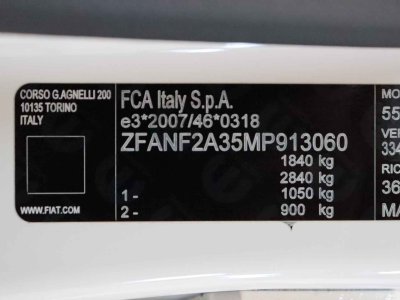 CORSO G.AGNELLI 200
10135 TORINO
ITALY
WWW.FIAT.COM
FCA Italy S.p.A.
e3*2007/46*0318
ZFANF2A35MP913060
1840 kg
2840 kg
1 - 1050 kg
2 - 900 kg
MO
55
VE
334
RIC
36
MA